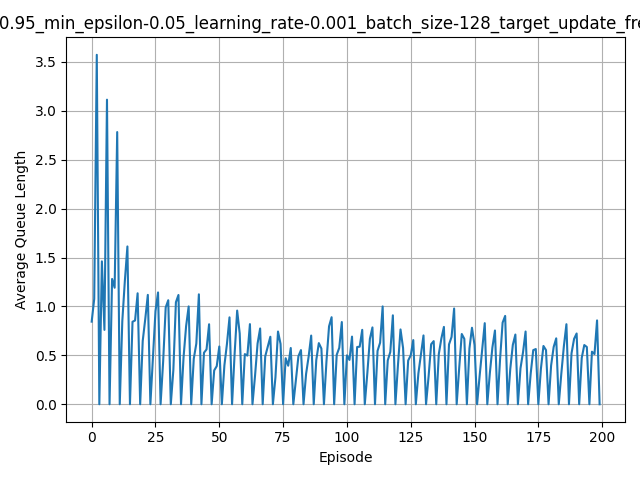 0.95_min_epsilon-0.05_learning_rate-0.001_batch_size-128_target_update_fre
3.5
3.0
2.5
2.0
1.5
1.0
0.5
0.0
Average Queue Length
0 25 50 75 100 125 150 175 200
Episode